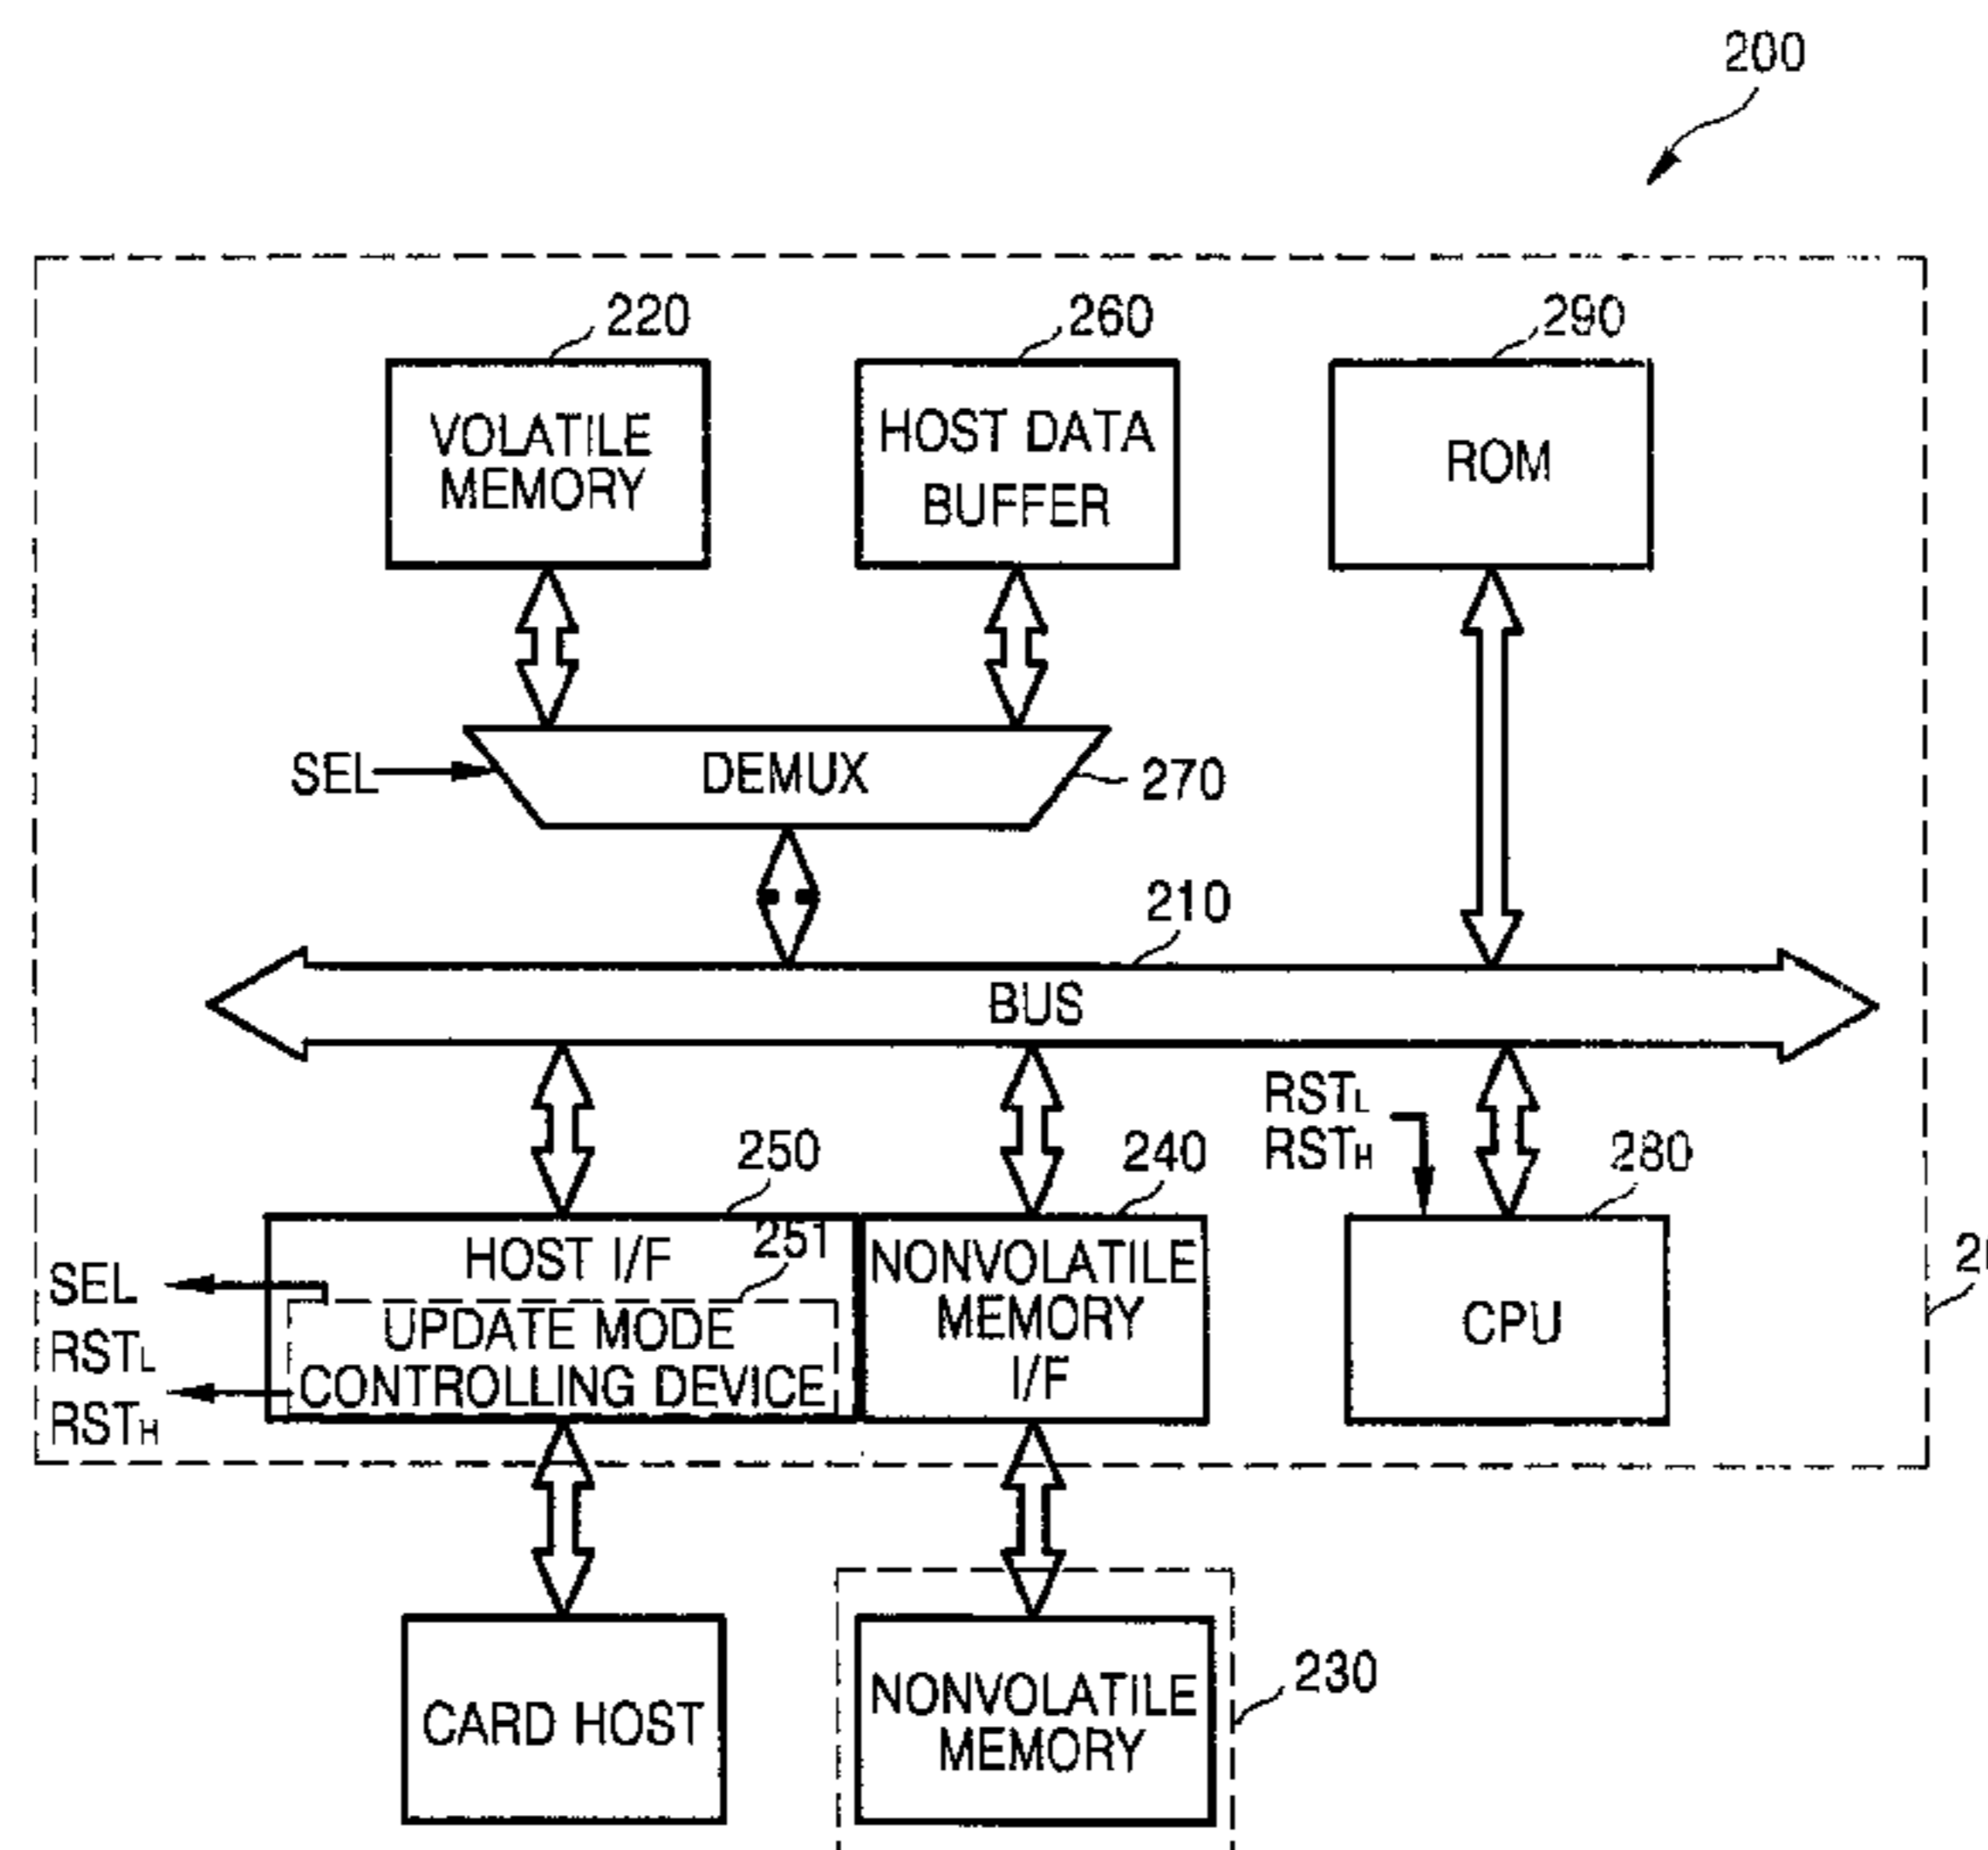 200
220
260
290
VOLATILE
MEMORY
HOST DATA
BUFFER
ROM
SEL
DEMUX
270
210
BUS
RSTL
RSTH
250
240
280
HOST I/F
251
UPDATE MODE
CONTROLLING DEVICE
SEL
RSTL
RSTH
NONVOLATILE
MEMORY
I/F
CPU
CARD HOST
NONVOLATILE
MEMORY
230